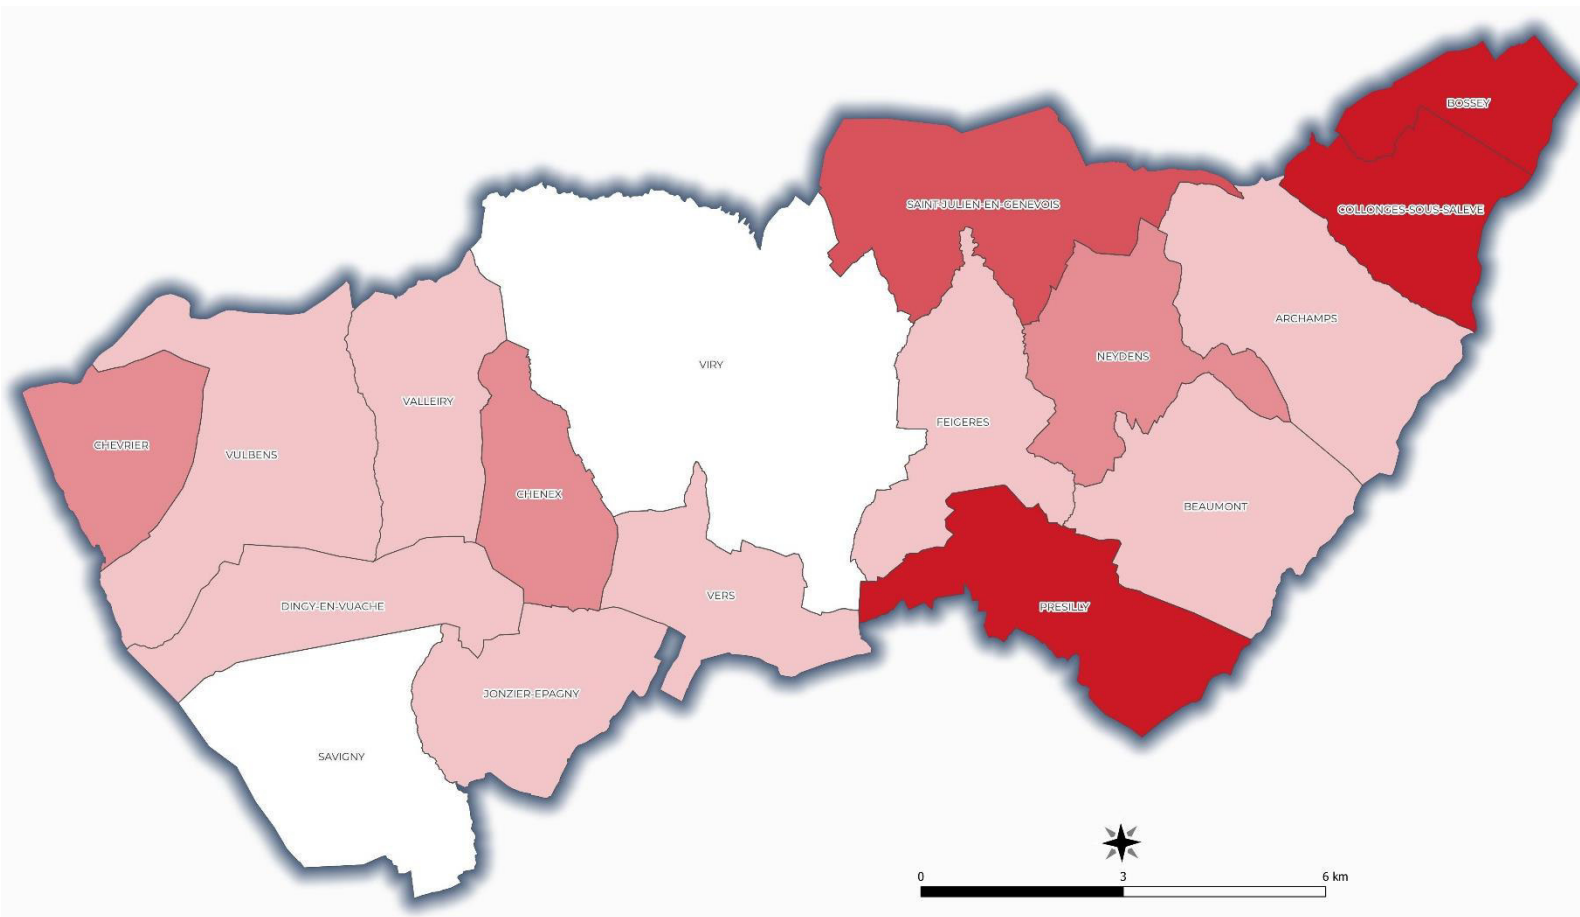 BOSSEY
SAINT-JULIEN-EN-GENEVOIS
COLLONGES-SOUS-SALEVE
ARCHAMPS
NEYDENS
VIRY
VALLEIRY
FEIGERES
CHEVRIER
VULBENS
CHENEX
BEAUMONT
VERS
DINGY-EN-VUACHE
PRESILLY
JONZIER-EPAGNY
SAVIGNY
0 3 6 km